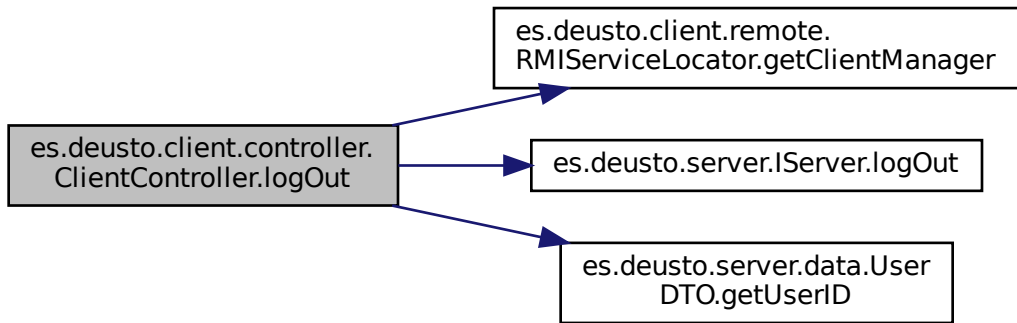 es.deusto.client.controller.
ClientController.logOut
es.deusto.client.remote.
RMIServiceLocator.getClientManager
es.deusto.server.IServer.logOut
es.deusto.server.data.User
DTO.getUserID